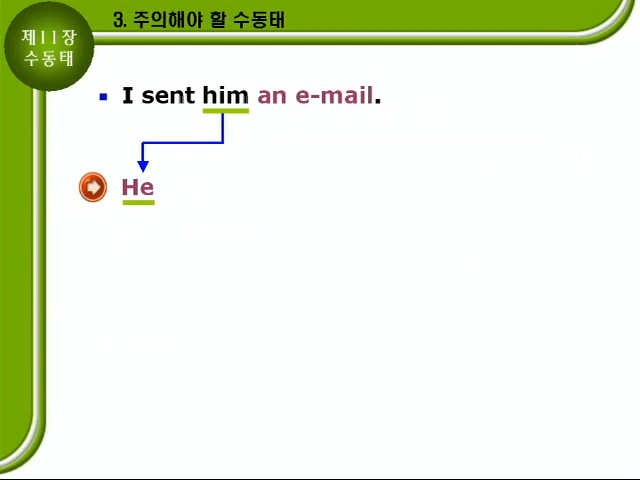 3. 주의해야 할 수동태
제11장
수동태
I sent him an e-mail.
He